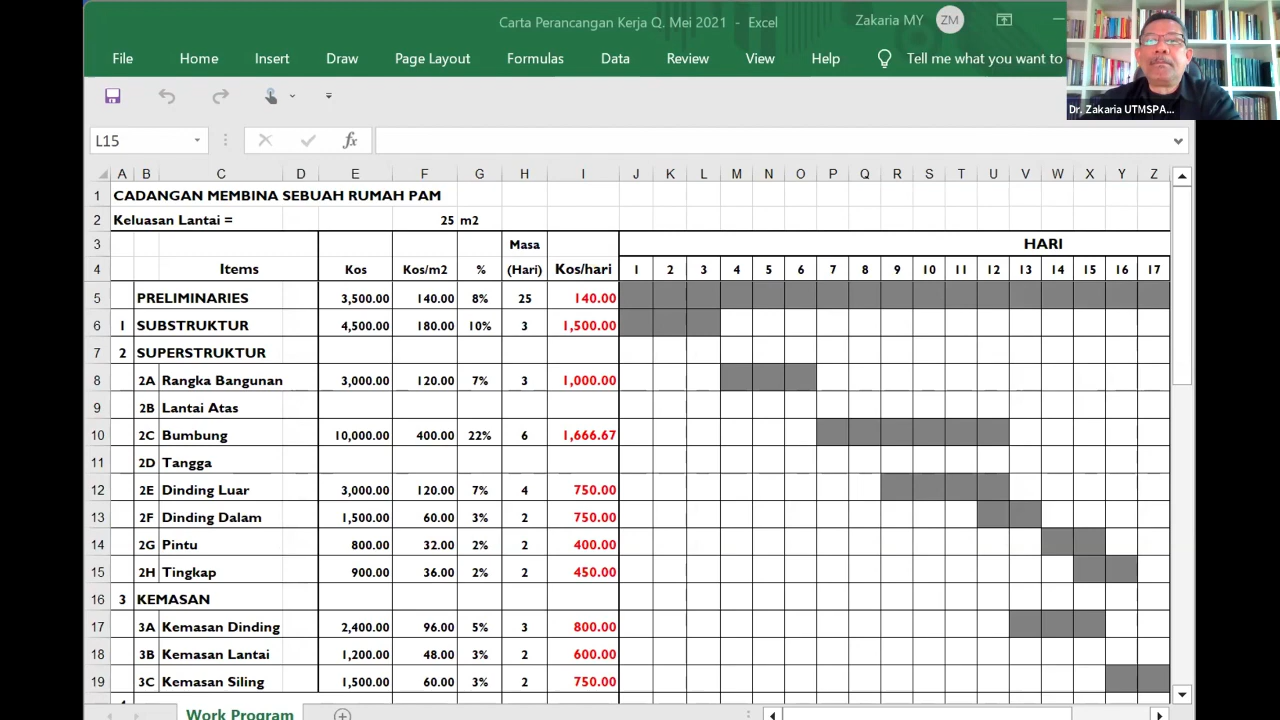 Carta Perancangan Kerja Q. Mei 2021 - Excel
Zakaria MY ZM
File Home Insert Draw Page Layout Formulas Data Review View Help Tell me what you want to
Dr. Zakaria UTMSPA...
L15 fx
A B C D E F G H I J K L M N O P Q R S T U V W X Y Z
1 CADANGAN MEMBINA SEBUAH RUMAH PAM
2 Keluasan Lantai = 25 m2
3 Masa HARI
4 Items Kos Kos/m2 % (Hari) Kos/hari 1 2 3 4 5 6 7 8 9 10 11 12 13 14 15 16 17
5 PRELIMINARIES 3,500.00 140.00 8% 25 140.00
6 1 SUBSTRUKTUR 4,500.00 180.00 10% 3 1,500.00
7 2 SUPERSTRUKTUR
8 2A Rangka Bangunan 3,000.00 120.00 7% 3 1,000.00
9 2B Lantai Atas
10 2C Bumbung 10,000.00 400.00 22% 6 1,666.67
11 2D Tangga
12 2E Dinding Luar 3,000.00 120.00 7% 4 750.00
13 2F Dinding Dalam 1,500.00 60.00 3% 2 750.00
14 2G Pintu 800.00 32.00 2% 2 400.00
15 2H Tingkap 900.00 36.00 2% 2 450.00
16 3 KEMASAN
17 3A Kemasan Dinding 2,400.00 96.00 5% 3 800.00
18 3B Kemasan Lantai 1,200.00 48.00 3% 2 600.00
19 3C Kemasan Siling 1,500.00 60.00 3% 2 750.00
Work Program